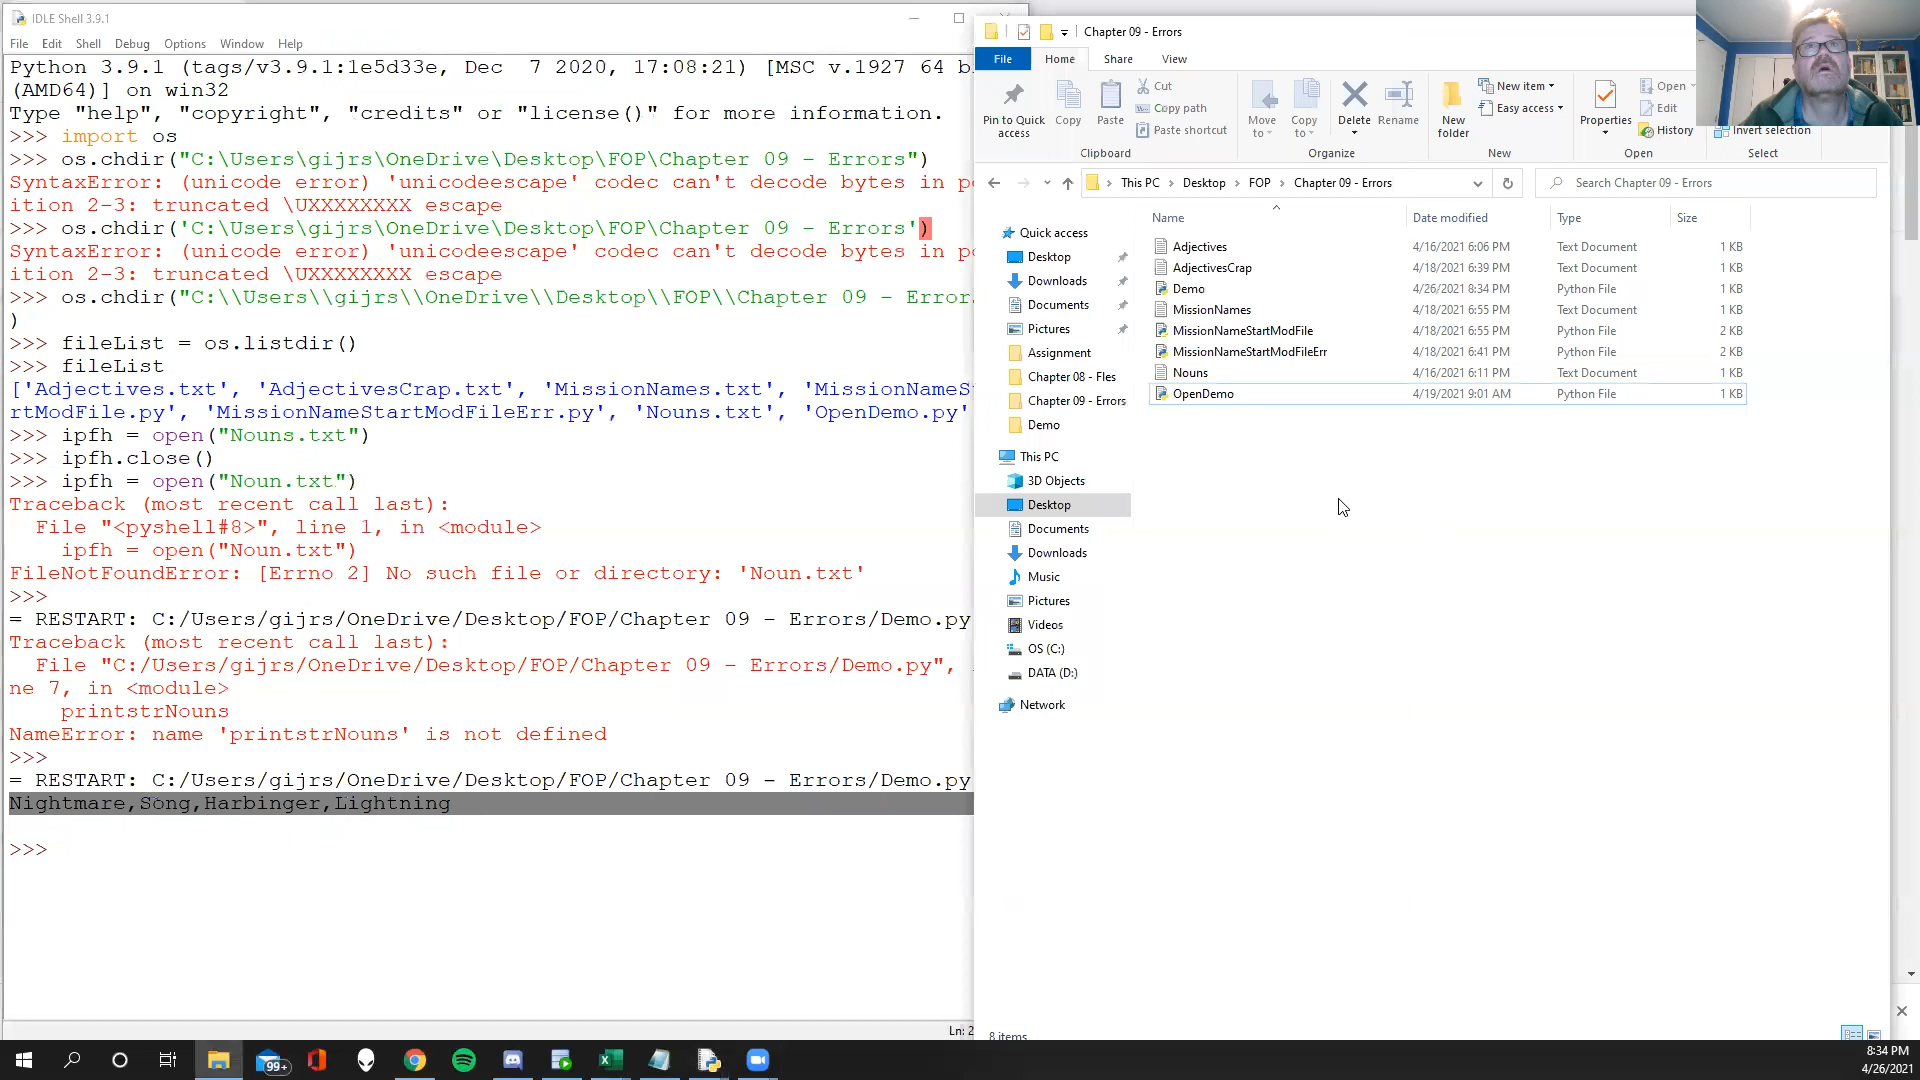 IDLE Shell 3.9.1
File Edit Shell Debug Options Window Help
Python 3.9.1 (tags/v3.9.1:1e5d33e, Dec  7 2020, 17:08:21) [MSC v.1927 64 b
(AMD64)] on win32
Type "help", "copyright", "credits" or "license()" for more information.
>>> import os
>>> os.chdir("C:\Users\gijrs\OneDrive\Desktop\FOP\Chapter 09 - Errors")
SyntaxError: (unicode error) 'unicodeescape' codec can't decode bytes in po
ition 2-3: truncated \UXXXXXXXX escape
>>> os.chdir('C:\Users\gijrs\OneDrive\Desktop\FOP\Chapter 09 - Errors')
SyntaxError: (unicode error) 'unicodeescape' codec can't decode bytes in po
ition 2-3: truncated \UXXXXXXXX escape
>>> os.chdir("C:\\Users\\gijrs\\OneDrive\\Desktop\\FOP\\Chapter 09 - Error
)
>>> fileList = os.listdir()
>>> fileList
['Adjectives.txt', 'AdjectivesCrap.txt', 'MissionNames.txt', 'MissionNameS
rtModFile.py', 'MissionNameStartModFileErr.py', 'Nouns.txt', 'OpenDemo.py'
>>> ipfh = open("Nouns.txt")
>>> ipfh.close()
>>> ipfh = open("Noun.txt")
Traceback (most recent call last):
  File "<pyshell#8>", line 1, in <module>
    ipfh = open("Noun.txt")
FileNotFoundError: [Errno 2] No such file or directory: 'Noun.txt'
>>>
= RESTART: C:/Users/gijrs/OneDrive/Desktop/FOP/Chapter 09 - Errors/Demo.py
Traceback (most recent call last):
  File "C:/Users/gijrs/OneDrive/Desktop/FOP/Chapter 09 - Errors/Demo.py",
ne 7, in <module>
    printstrNouns
NameError: name 'printstrNouns' is not defined
>>>
= RESTART: C:/Users/gijrs/OneDrive/Desktop/FOP/Chapter 09 - Errors/Demo.py
Nightmare,Song,Harbinger,Lightning
>>>
Ln: 2
Chapter 09 - Errors
File Home Share View
Pin to Quick access
Copy
Paste
Cut
Copy path
Paste shortcut
Clipboard
Move to
Copy to
Delete
Rename
Organize
New folder
New item
Easy access
New
Properties
Open
Edit
History
Open
Invert selection
Select
This PC > Desktop > FOP > Chapter 09 - Errors
Search Chapter 09 - Errors
Quick access
Desktop
Downloads
Documents
Pictures
Assignment
Chapter 08 - Fles
Chapter 09 - Errors
Demo
This PC
3D Objects
Desktop
Documents
Downloads
Music
Pictures
Videos
OS (C:)
DATA (D:)
Network
Name Date modified Type Size
Adjectives 4/16/2021 6:06 PM Text Document 1 KB
AdjectivesCrap 4/18/2021 6:39 PM Text Document 1 KB
Demo 4/26/2021 8:34 PM Python File 1 KB
MissionNames 4/18/2021 6:55 PM Text Document 1 KB
MissionNameStartModFile 4/18/2021 6:55 PM Python File 2 KB
MissionNameStartModFileErr 4/18/2021 6:41 PM Python File 2 KB
Nouns 4/16/2021 6:11 PM Text Document 1 KB
OpenDemo 4/19/2021 9:01 AM Python File 1 KB
8 items
99+
8:34 PM
4/26/2021